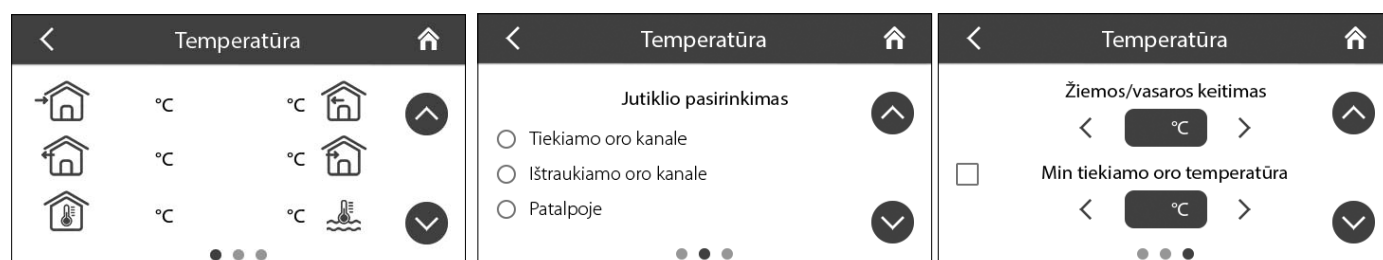 Temperatūra
°C °C
°C °C
°C °C
Temperatūra
Jutiklio pasirinkimas
Tiekiamo oro kanale
Ištraukiamo oro kanale
Patalpoje
Temperatūra
Žiemos/vasaros keitimas
°C
Min tiekiamo oro temperatūra
°C